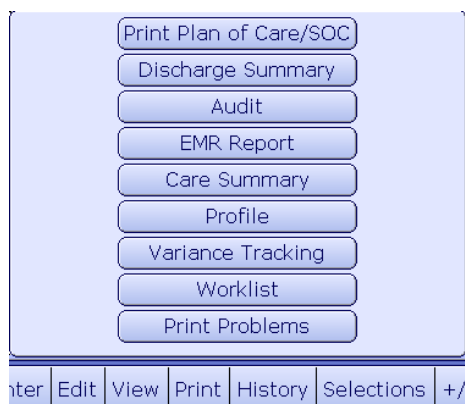 Print Plan of Care/SOC
Discharge Summary
Audit
EMR Report
Care Summary
Profile
Variance Tracking
Worklist
Print Problems
Edit View Print History Selections +/